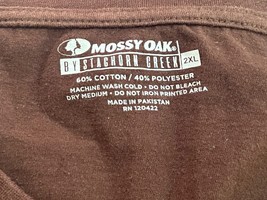 MOSSY OAK®
BY STAGHORN CREEK 2XL
60% COTTON / 40% POLYESTER
MACHINE WASH COLD • DO NOT BLEACH
DRY MEDIUM • DO NOT IRON PRINTED AREA
MADE IN PAKISTAN
RN 120422